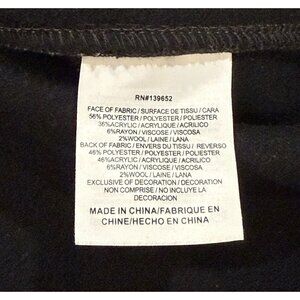 RN#139652
FACE OF FABRIC / SURFACE DE TISSU / CARA
56% POLYESTER / POLYESTER / POLIESTER
36%ACRYLIC / ACRYLIQUE / ACRILICO
6%RAYON / VISCOSE / VISCOSA
2%WOOL / LAINE / LANA
BACK OF FABRIC / ENVERS DU TISSU / REVERSO
46% POLYESTER / POLYESTER / POLIESTER
46%ACRYLIC / ACRYLIQUE / ACRILICO
6%RAYON / VISCOSE / VISCOSA
2%WOOL / LAINE / LANA
EXCLUSIVE OF DECORATION / DECORATION
NON COMPRISE / NO INCLUYE LA
DECORACION
MADE IN CHINA/FABRIQUE EN
CHINE/HECHO EN CHINA